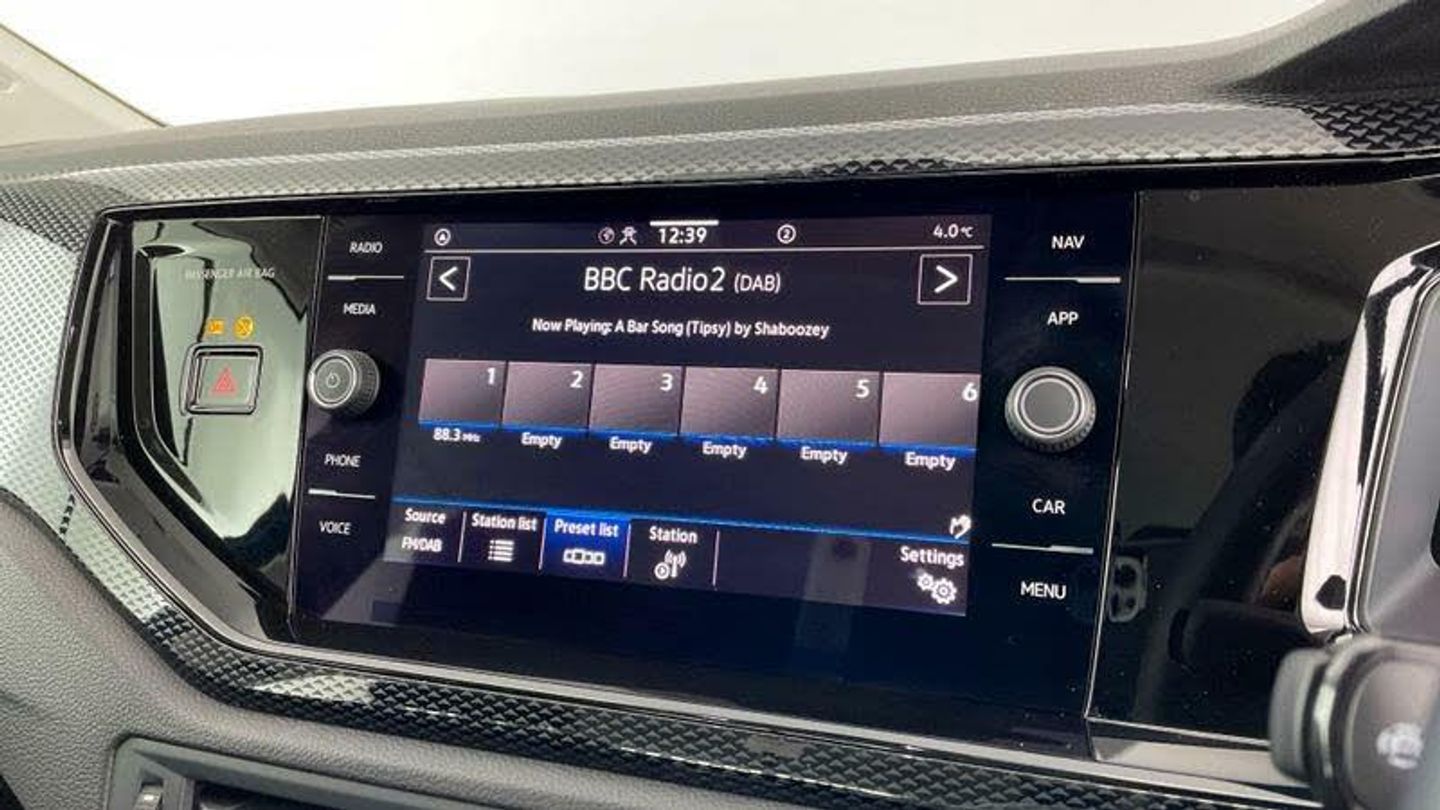 PASSENGER AIR BAG
RADIO
MEDIA
PHONE
VOICE
12:39
2
4.0°C
<
BBC Radio2 (DAB)
>
Now Playing: A Bar Song (Tipsy) by Shaboozey
1 2 3 4 5 6
88.3 MHz Empty Empty Empty Empty Empty
Source Station list Preset list Station Settings
FM/DAB
NAV
APP
CAR
MENU